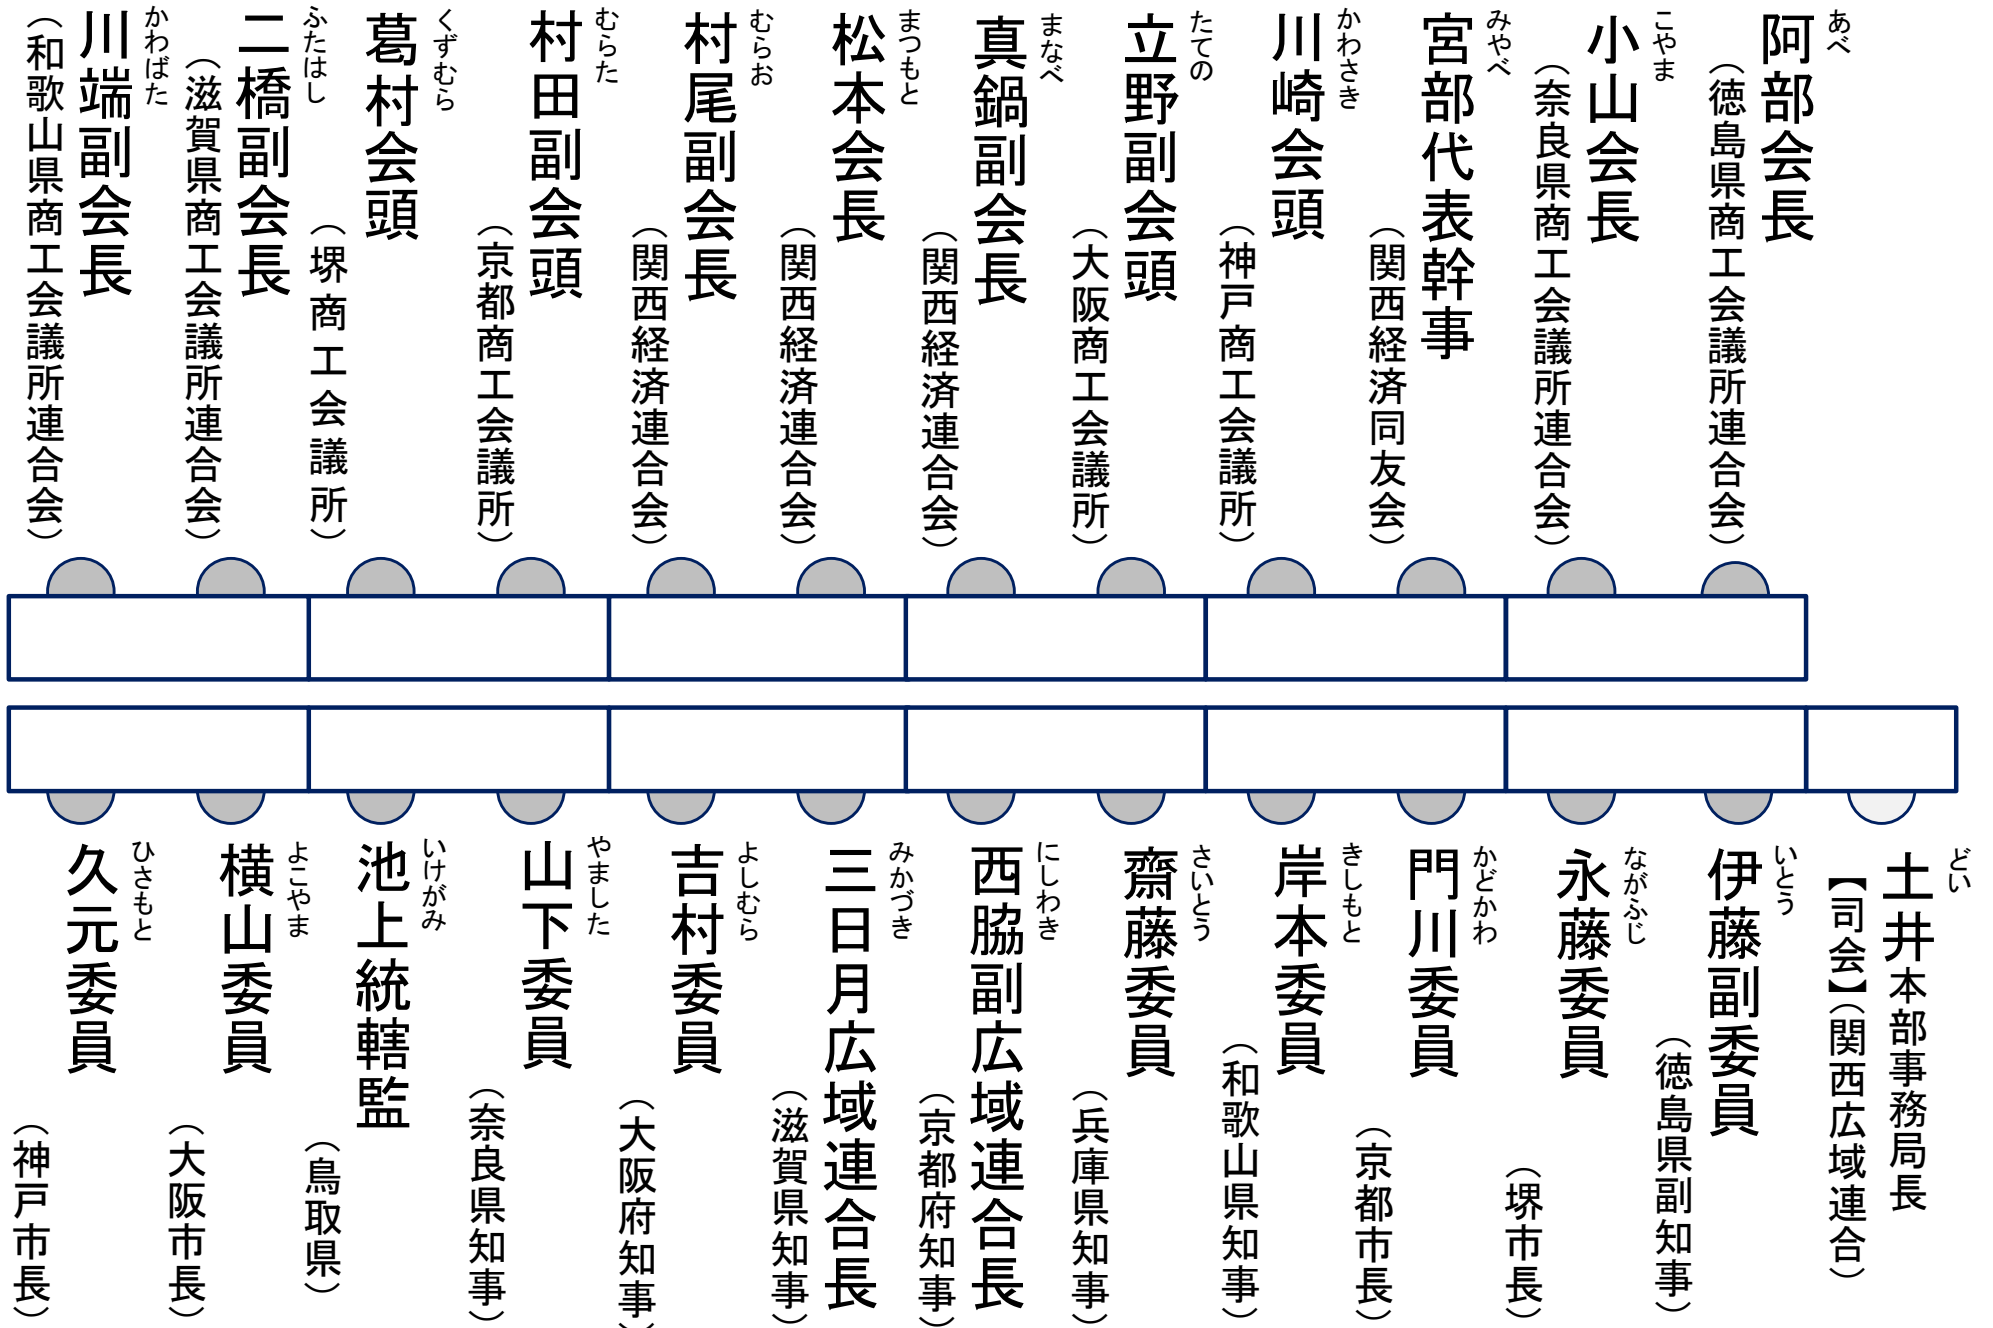 あべ
阿部会長
（徳島県商工会議所連合会）
こやま
小山会長
（奈良県商工会議所連合会）
みやべ
宮部代表幹事
（関西経済同友会）
かわさき
川崎会頭
（神戸商工会議所）
たての
立野副会頭
（大阪商工会議所）
まなべ
真鍋副会長
（関西経済連合会）
まつもと
松本会長
（関西経済連合会）
むらお
村尾副会長
（関西経済連合会）
むらた
村田副会頭
（京都商工会議所）
くずむら
葛村会頭
（堺商工会議所）
ふたはし
二橋副会長
（滋賀県商工会議所連合会）
かわばた
川端副会長
（和歌山県商工会議所連合会）
どい
土井本部事務局長
【司会】（関西広域連合）
いとう
伊藤副委員
（徳島県副知事）
ながふじ
永藤委員
（堺市長）
かどかわ
門川委員
（京都市長）
きしもと
岸本委員
（和歌山県知事）
さいとう
齋藤委員
（兵庫県知事）
にしわき
西脇副広域連合長
（京都府知事）
みかづき
三日月広域連合長
（滋賀県知事）
よしむら
吉村委員
（大阪府知事）
やました
山下委員
（奈良県知事）
いけがみ
池上統轄監
（鳥取県）
よこやま
横山委員
（大阪市長）
ひさもと
久元委員
（神戸市長）